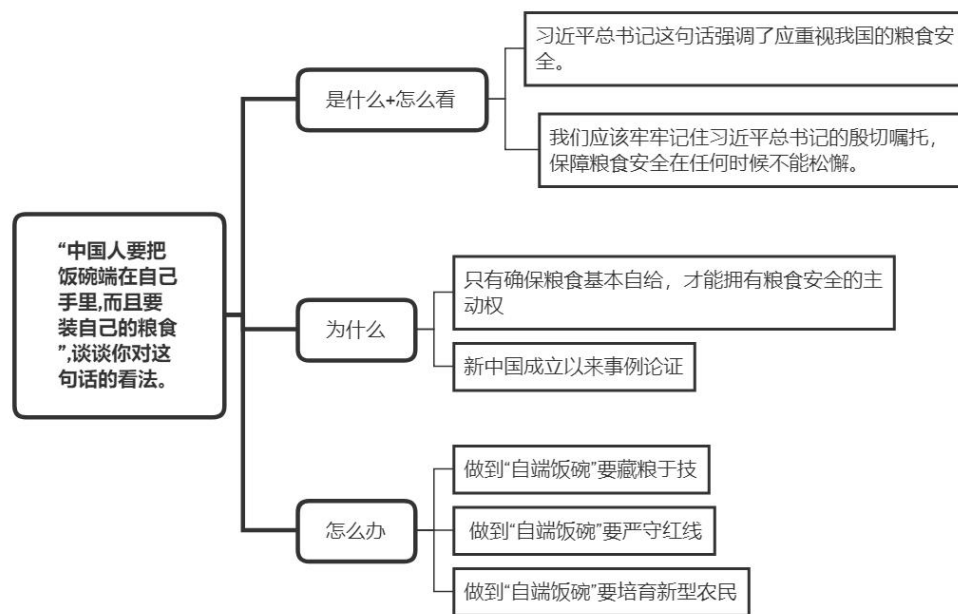 “中国人要把
饭碗端在自己
手里,而且要
装自己的粮食
”,谈谈你对这
句话的看法。
是什么+怎么看
习近平总书记这句话强调了应重视我国的粮食安
全。
我们应该牢牢记住习近平总书记的殷切嘱托，
保障粮食安全在任何时候不能松懈。
为什么
只有确保粮食基本自给，才能拥有粮食安全的主
动权
新中国成立以来事例论证
怎么办
做到“自端饭碗”要藏粮于技
做到“自端饭碗”要严守红线
做到“自端饭碗”要培育新型农民